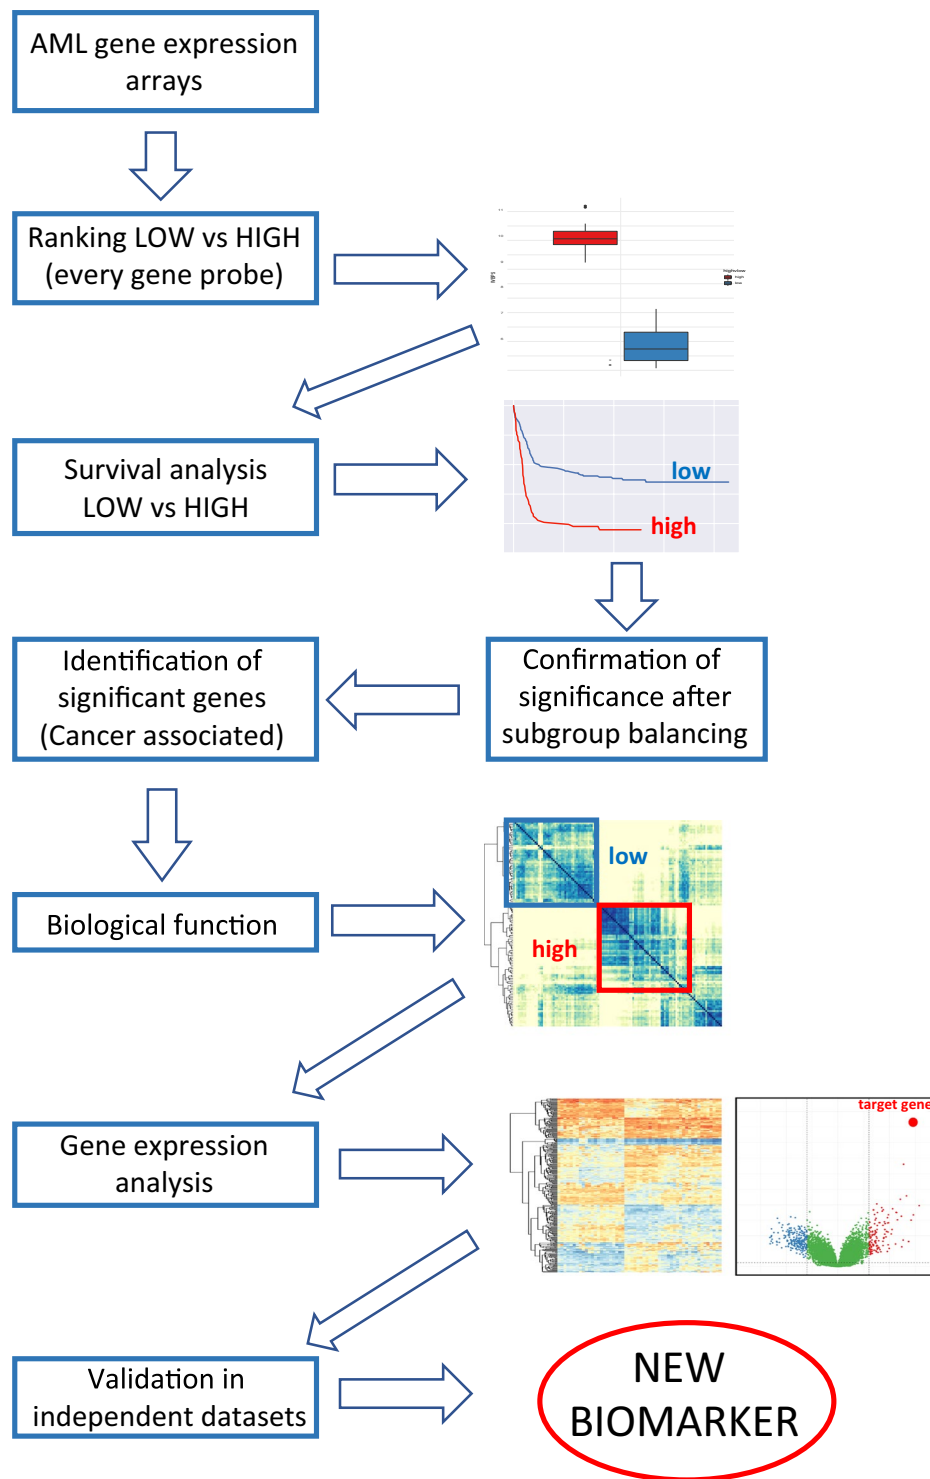 AML gene expression
arrays
Ranking LOW vs HIGH
(every gene probe)
high
low
Survival analysis
LOW vs HIGH
low
high
Identification of
significant genes
(Cancer associated)
Confirmation of
significance after
subgroup balancing
Biological function
low
high
Gene expression
analysis
target gene
Validation in
independent datasets
NEW
BIOMARKER